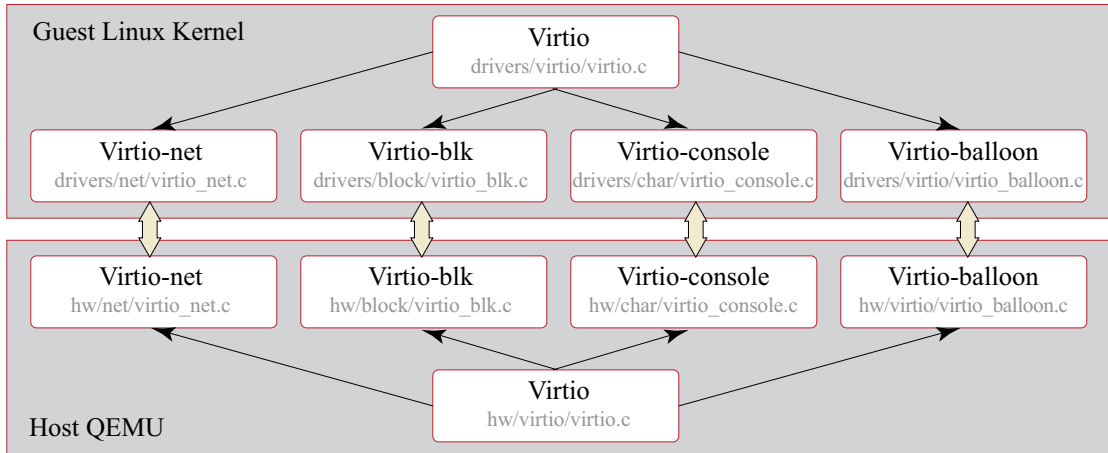 Guest Linux Kernel
Virtio
drivers/virtio/virtio.c
Virtio-net
drivers/net/virtio_net.c
Virtio-blk
drivers/block/virtio_blk.c
Virtio-console
drivers/char/virtio_console.c
Virtio-balloon
drivers/virtio/virtio_balloon.c
Virtio-net
hw/net/virtio_net.c
Virtio-blk
hw/block/virtio_blk.c
Virtio-console
hw/char/virtio_console.c
Virtio-balloon
hw/virtio/virtio_balloon.c
Virtio
hw/virtio/virtio.c
Host QEMU